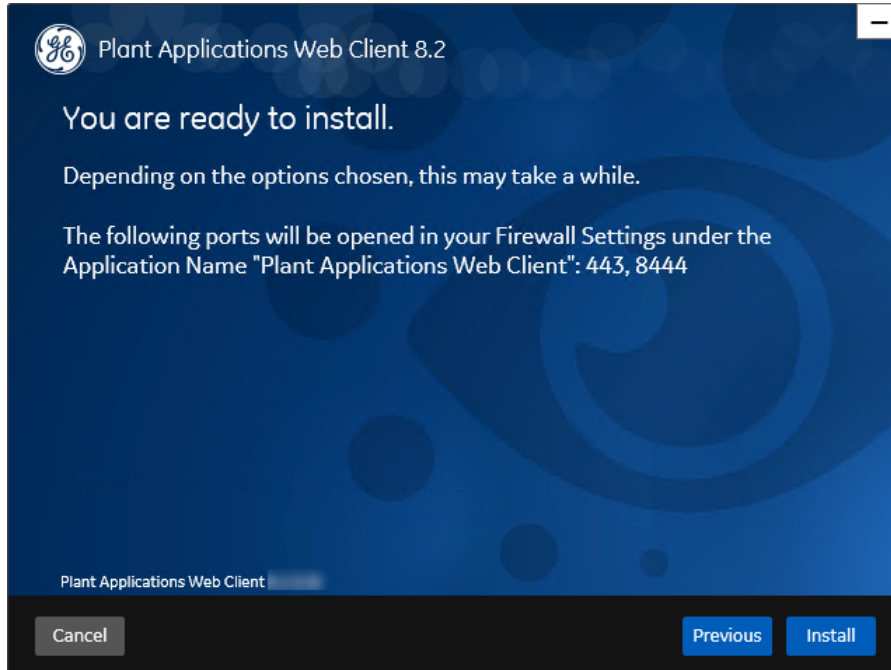 Plant Applications Web Client 8.2
You are ready to install.
Depending on the options chosen, this may take a while.
The following ports will be opened in your Firewall Settings under the
Application Name "Plant Applications Web Client": 443, 8444
Plant Applications Web Client
Cancel
Previous
Install